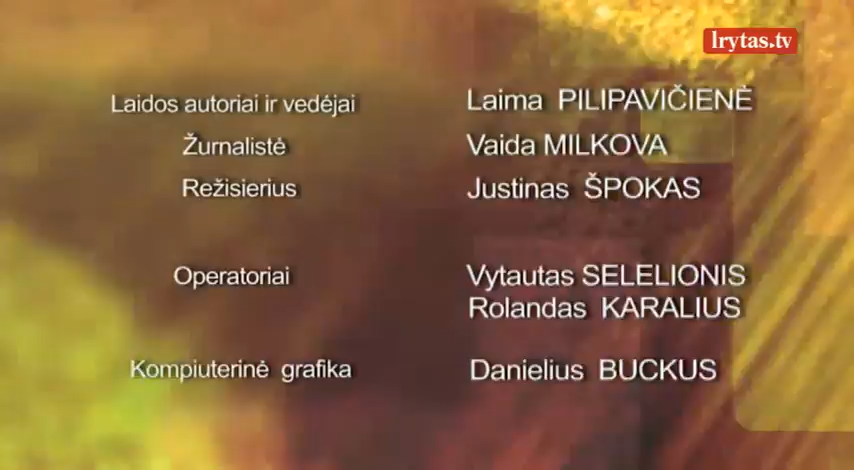 lrytas.tv
Laidos autoriai ir vedėjai Laima PILIPAVIČIENĖ
Žurnalistė Vaida MILKOVA
Režisierius Justinas ŠPOKAS
Operatoriai Vytautas SELELIONIS
Rolandas KARALIUS
Kompiuterinė grafika Danielius BUCKUS